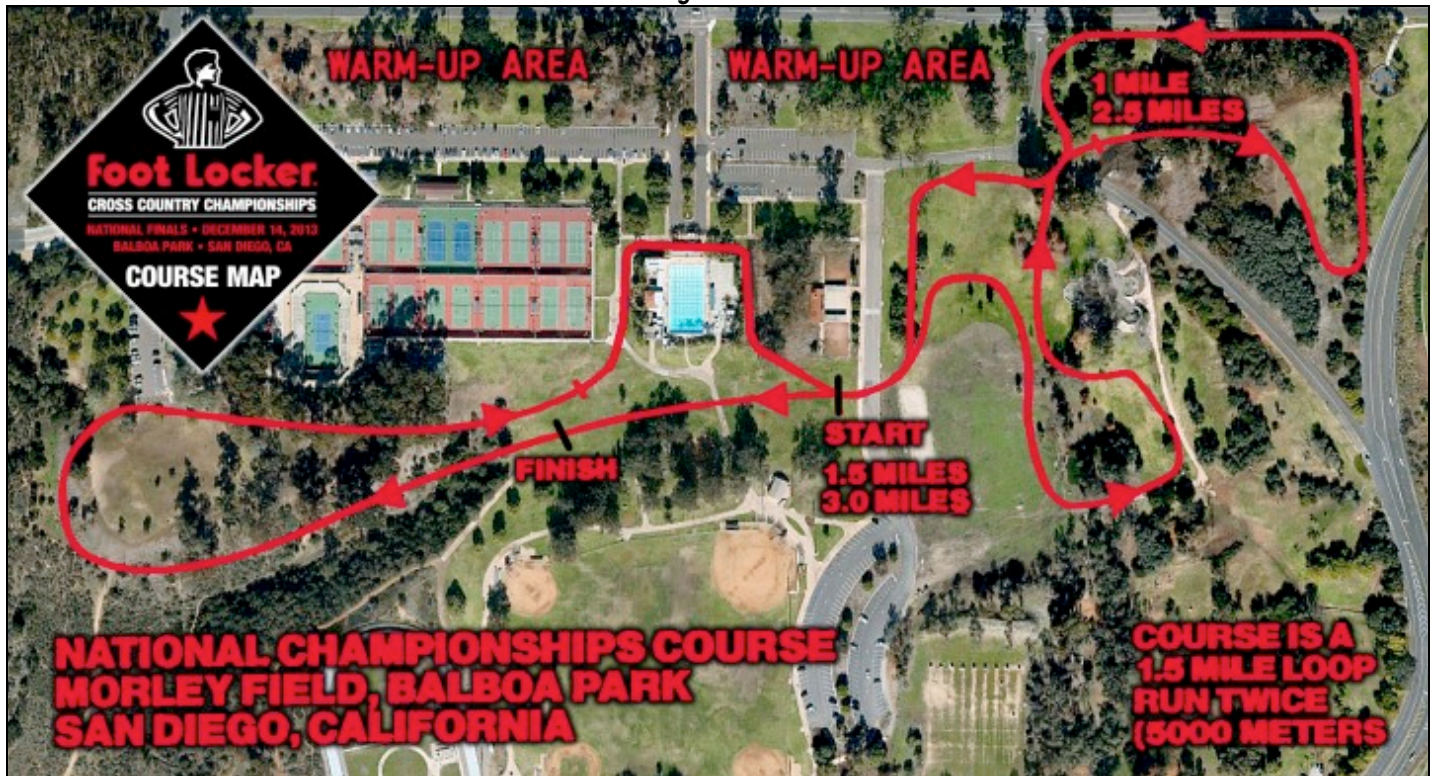 WARM-UP AREA
WARM-UP AREA
1 MILE
2.5 MILES
Foot Locker
CROSS COUNTRY CHAMPIONSHIPS
NATIONAL FINALS • DECEMBER 14, 2013
BALBOA PARK • SAN DIEGO, CA
COURSE MAP
START
1.5 MILES
3.0 MILES
FINISH
NATIONAL CHAMPIONSHIPS COURSE
MORLEY FIELD, BALBOA PARK
SAN DIEGO, CALIFORNIA
COURSE IS A
1.5 MILE LOOP
RUN TWICE
(5000 METERS